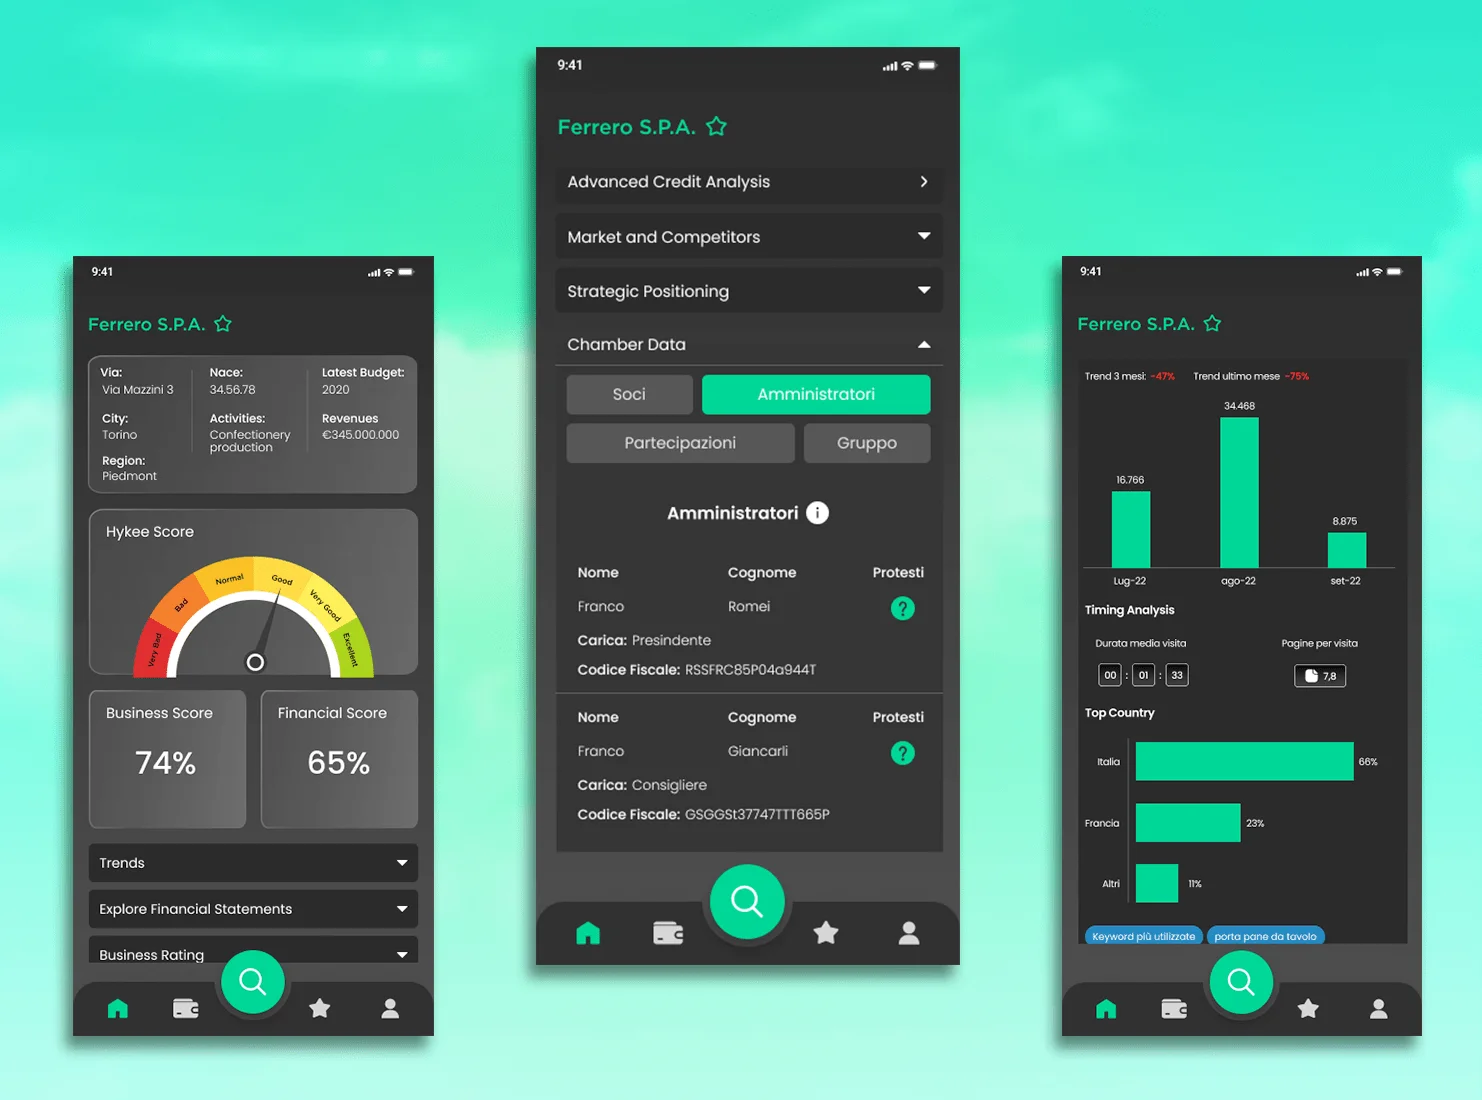 9:41
Ferrero S.P.A.
Via:
Via Mazzini 3
City:
Torino
Region:
Piedmont
Nace:
34.56.78
Activities:
Confectionery
production
Latest Budget:
2020
Revenues
€345.000.000
Hykee Score
Very Bad
Bad
Normal
Good
Very Good
Excellent
Business Score
74%
Financial Score
65%
Trends
Explore Financial Statements
Business Rating
9:41
Ferrero S.P.A.
Advanced Credit Analysis
Market and Competitors
Strategic Positioning
Chamber Data
Soci
Amministratori
Partecipazioni
Gruppo
Amministratori i
Nome Cognome Protesti
Franco Romei ?
Carica: Presindente
Codice Fiscale: RSSFRC85P04a944T
Nome Cognome Protesti
Franco Giancarli ?
Carica: Consigliere
Codice Fiscale: GSGGSt37747TTT665P
9:41
Ferrero S.P.A.
Trend 3 mesi: -47% Trend ultimo mese -75%
34.468
16.766
8.875
Lug-22 ago-22 set-22
Timing Analysis
Durata media visita Pagine per visita
00 : 01 : 33 7,8
Top Country
Italia 66%
Francia 23%
Altri 11%
Keyword più utilizzate porta pane da tavolo